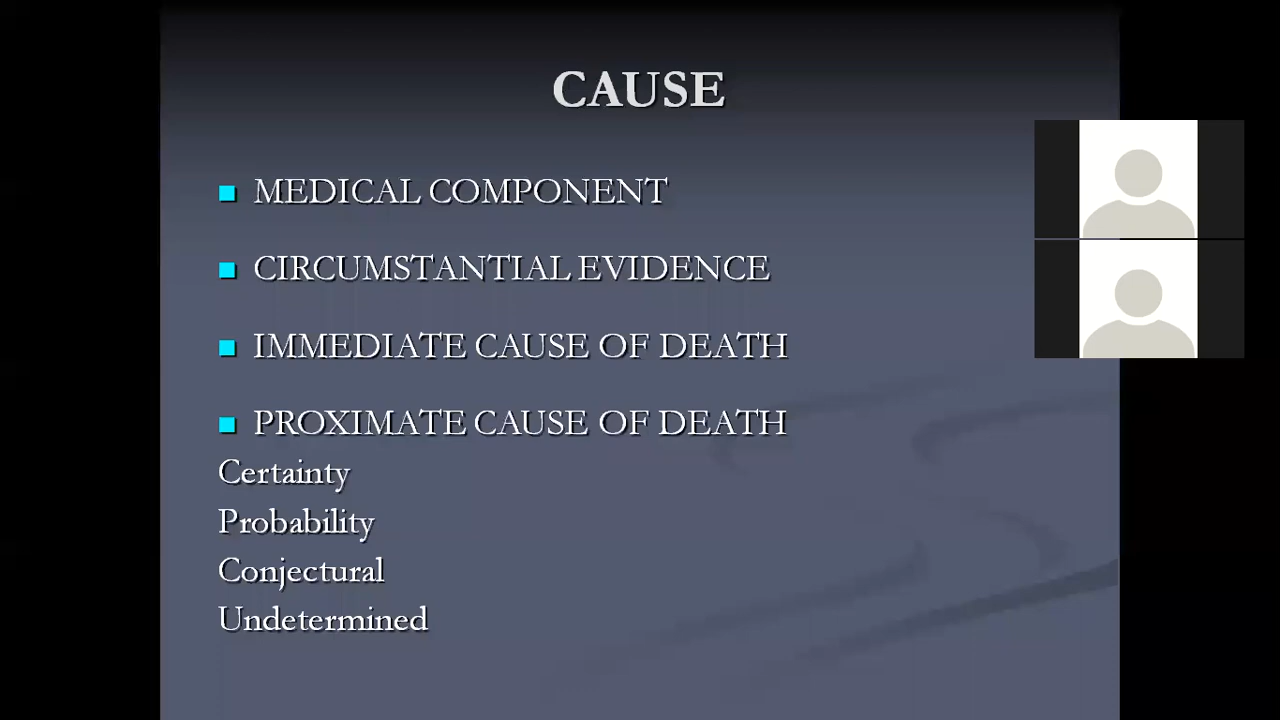 CAUSE
MEDICAL COMPONENT
CIRCUMSTANTIAL EVIDENCE
IMMEDIATE CAUSE OF DEATH
PROXIMATE CAUSE OF DEATH
Certainty
Probability
Conjectural
Undetermined